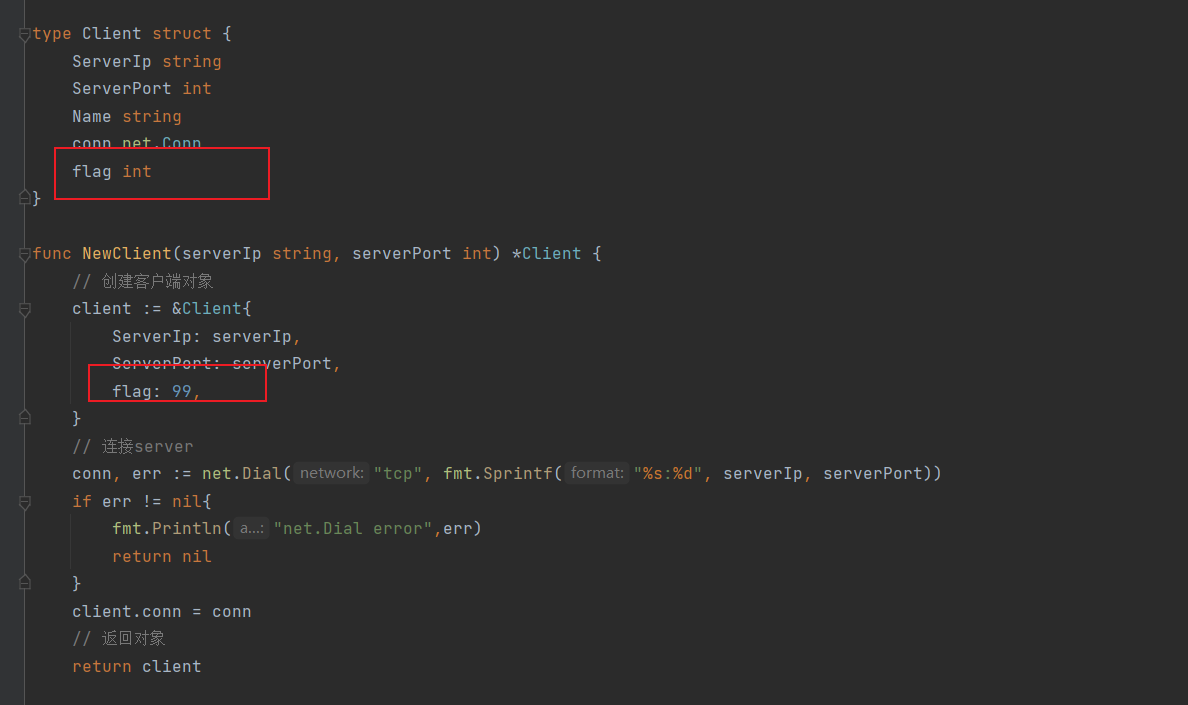 type Client struct {
ServerIp string
ServerPort int
Name string
conn net.Conn
flag int
}
func NewClient(serverIp string, serverPort int) *Client {
// 创建客户端对象
client := &Client{
ServerIp: serverIp,
ServerPort: serverPort,
flag: 99,
}
// 连接server
conn, err := net.Dial( network: "tcp", fmt.Sprintf( format: "%s:%d", serverIp, serverPort))
if err != nil{
fmt.Println( a...: "net.Dial error",err)
return nil
}
client.conn = conn
// 返回对象
return client